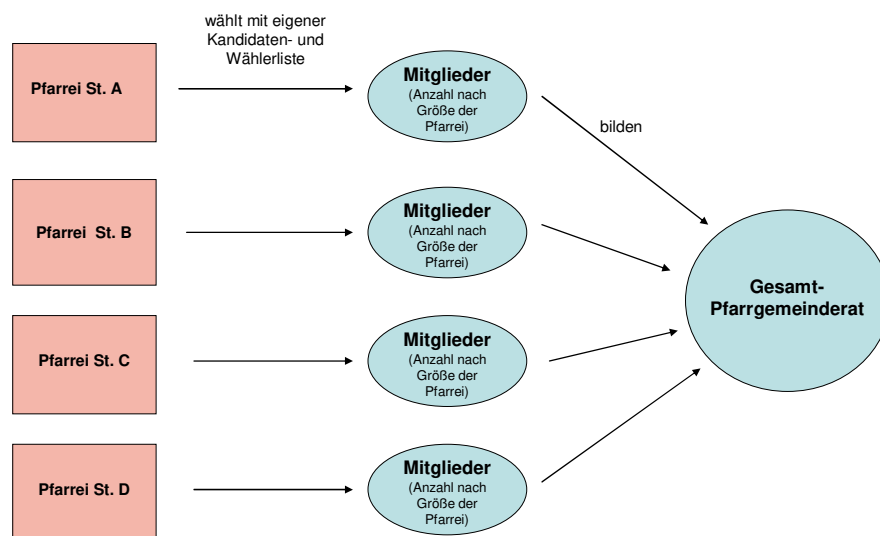 wählt mit eigener
Kandidaten- und
Wählerliste
Pfarrei St. A
Mitglieder
(Anzahl nach
Größe der
Pfarrei)
bilden
Pfarrei St. B
Mitglieder
(Anzahl nach
Größe der
Pfarrei)
Gesamt-
Pfarrgemeinderat
Pfarrei St. C
Mitglieder
(Anzahl nach
Größe der
Pfarrei)
Pfarrei St. D
Mitglieder
(Anzahl nach
Größe der
Pfarrei)